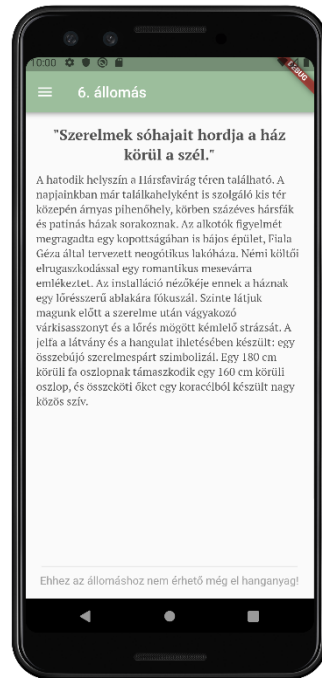 10:00
DEBUG
6. állomás
"Szerelmek sóhajait hordja a ház
körül a szél."
A hatodik helyszín a Hársfavirág téren található. A
napjainkban már találkahelyként is szolgáló kis tér
közepén árnyas pihenőhely, körben százéves hársfák
és patinás házak sorakoznak. Az alkotók figyelmét
megragadta egy kopottságában is bájos épület, Fiala
Géza által tervezett neogótikus lakóháza. Némi költői
elrugaszkodással egy romantikus mesevárra
emlékeztet. Az installáció nézőkéje ennek a háznak
egy lőrésszerű ablakára fókuszál. Szinte látjuk
magunk előtt a szerelme után vágyakozó
várkisasszonyt és a lőrés mögött kémlelő strázsát. A
jelfa a látvány és a hangulat ihletésében készült: egy
összebújó szerelmespárt szimbolizál. Egy 180 cm
körüli fa oszlopnak támaszkodik egy 160 cm körüli
oszlop, és összeköti őket egy koracélból készült nagy
közös szív.
Ehhez az állomáshoz nem érhető még el hanganyag!